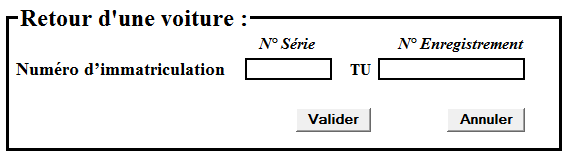 Retour d'une voiture :
N° Série N° Enregistrement
Numéro d’immatriculation TU
Valider Annuler